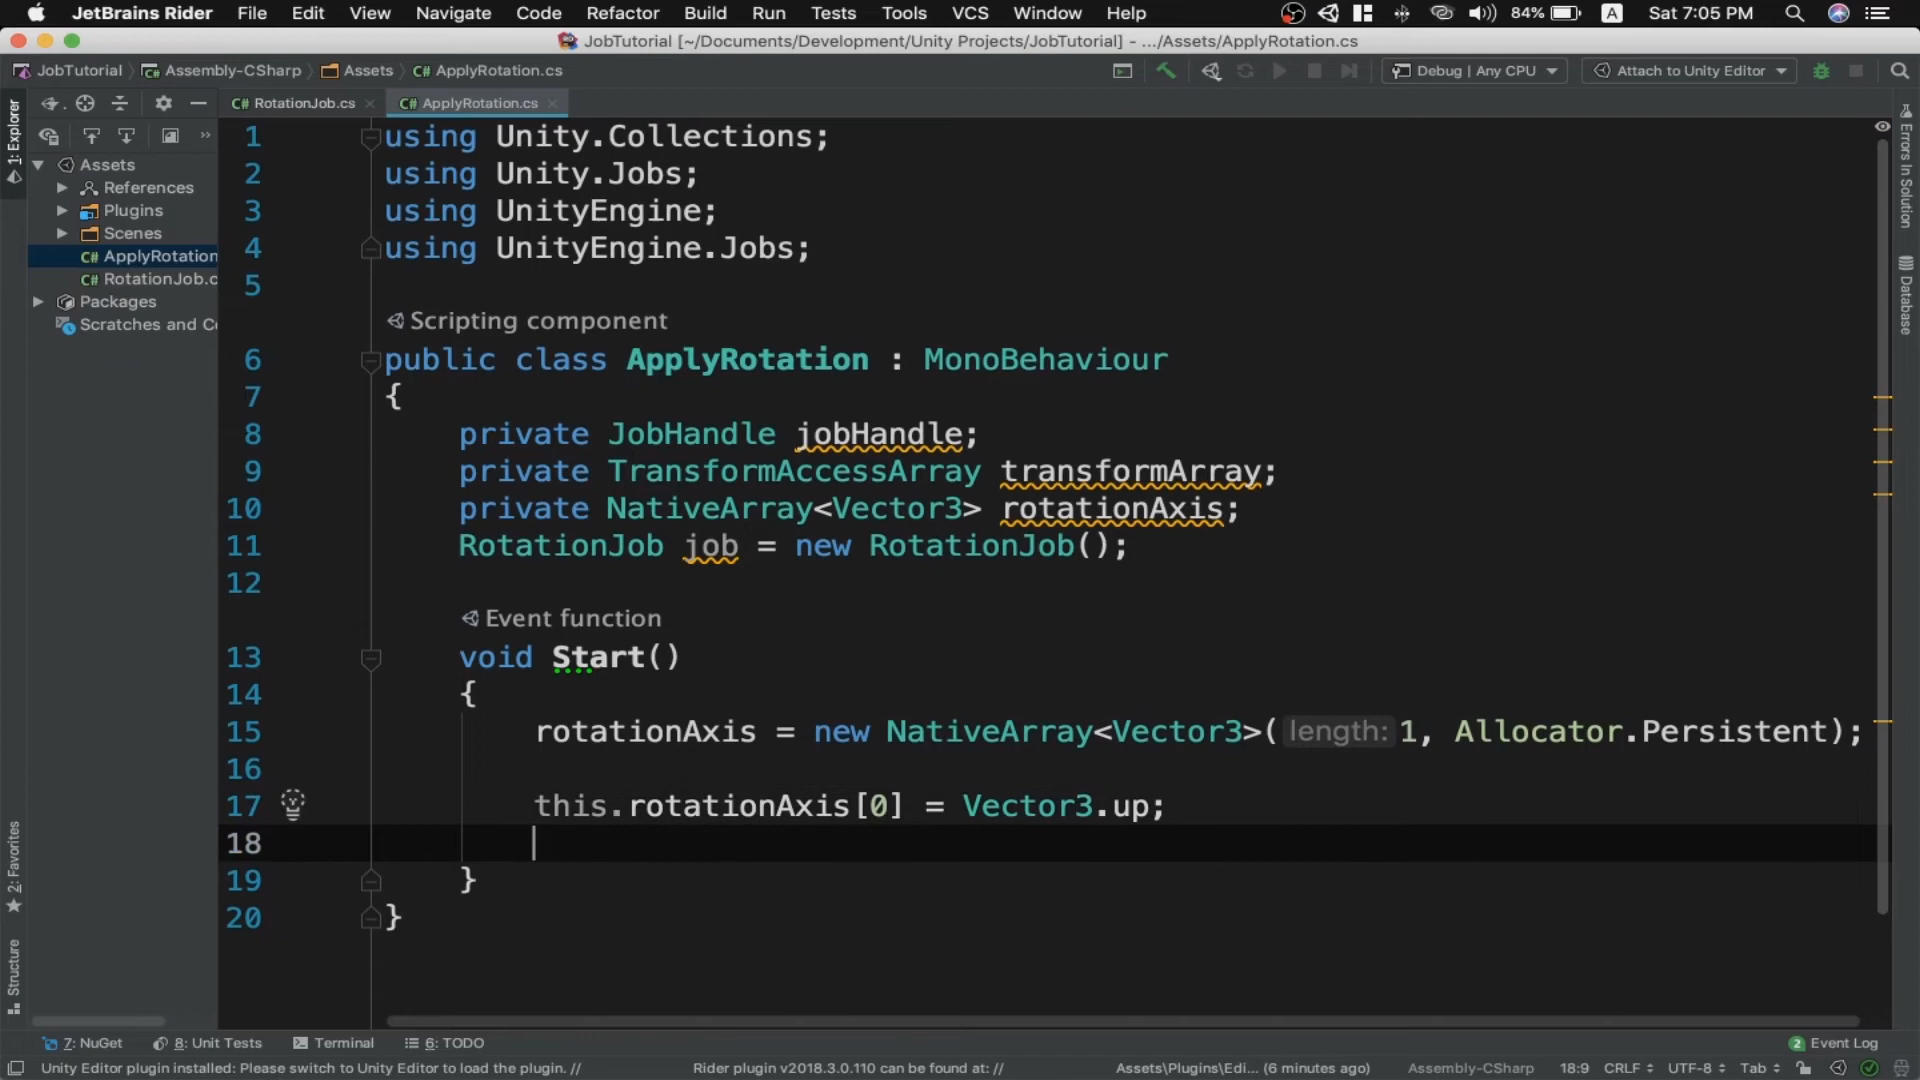 JetBrains Rider File Edit View Navigate Code Refactor Build Run Tests Tools VCS Window Help 84% A Sat 7:05 PM
JobTutorial [~/Documents/Development/Unity Projects/JobTutorial] - .../Assets/ApplyRotation.cs
JobTutorial Assembly-CSharp Assets C# ApplyRotation.cs Debug | Any CPU Attach to Unity Editor
C# RotationJob.cs C# ApplyRotation.cs
1: Explorer
Assets
References
Plugins
Scenes
C# ApplyRotation
C# RotationJob.c
Packages
Scratches and Co
1 using Unity.Collections;
2 using Unity.Jobs;
3 using UnityEngine;
4 using UnityEngine.Jobs;
5
Scripting component
6 public class ApplyRotation : MonoBehaviour
7 {
8 private JobHandle jobHandle;
9 private TransformAccessArray transformArray;
10 private NativeArray<Vector3> rotationAxis;
11 RotationJob job = new RotationJob();
12
Event function
13 void Start()
14 {
15 rotationAxis = new NativeArray<Vector3>(length:1, Allocator.Persistent);
16
17 this.rotationAxis[0] = Vector3.up;
18
19 }
20 }
Errors In Solution
Database
2: Favorites
Structure
7: NuGet 8: Unit Tests Terminal 6: TODO 2 Event Log
Unity Editor plugin installed: Please switch to Unity Editor to load the plugin. // Rider plugin v2018.3.0.110 can be found at: // Assets\Plugins\Edi... (6 minutes ago) Assembly-CSharp 18:9 CRLF UTF-8 Tab